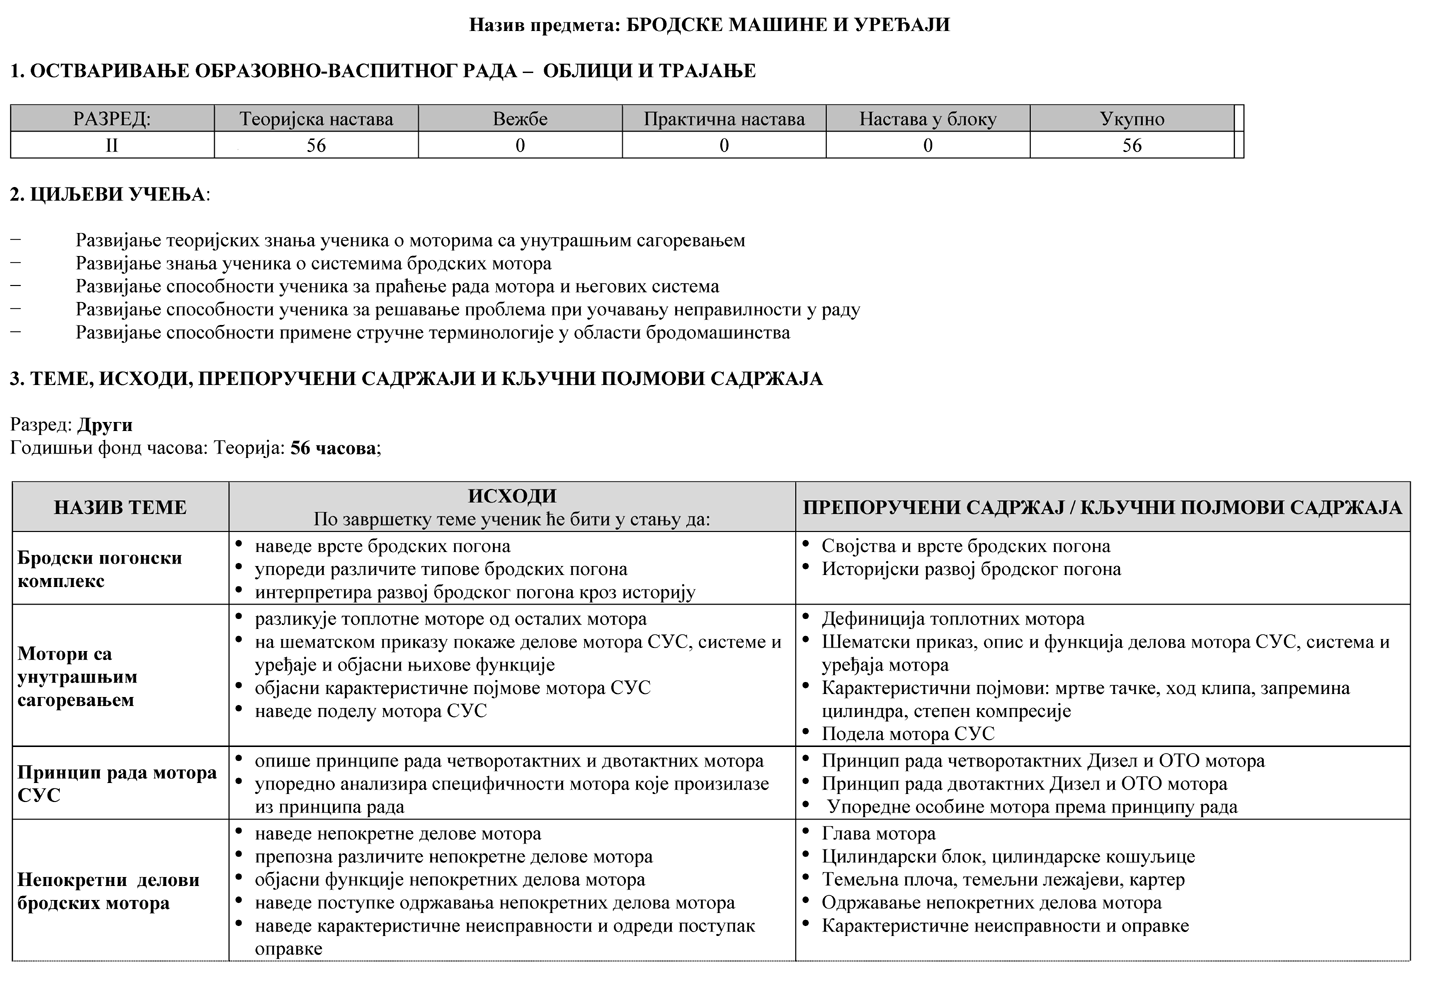 Назив предмета: БРОДСКЕ МАШИНЕ И УРЕЂАЈИ
1. ОСТВАРИВАЊЕ ОБРАЗОВНО-ВАСПИТНОГ РАДА – ОБЛИЦИ И ТРАЈАЊЕ
РАЗРЕД: Теоријска настава Вежбе Практична настава Настава у блоку Укупно
II 56 0 0 0 56
2. ЦИЉЕВИ УЧЕЊА:
− Развијање теоријских знања ученика о моторима са унутрашњим сагоревањем
− Развијање знања ученика о системима бродских мотора
− Развијање способности ученика за праћење рада мотора и његових система
− Развијање способности ученика за решавање проблема при уочавању неправилности у раду
− Развијање способности примене стручне терминологије у области бродомашинства
3. ТЕМЕ, ИСХОДИ, ПРЕПОРУЧЕНИ САДРЖАЈИ И КЉУЧНИ ПОЈМОВИ САДРЖАЈА
Разред: Други
Годишњи фонд часова: Теорија: 56 часова;
НАЗИВ ТЕМЕ
ИСХОДИ
По завршетку теме ученик ће бити у стању да:
ПРЕПОРУЧЕНИ САДРЖАЈ / КЉУЧНИ ПОЈМОВИ САДРЖАЈА
Бродски погонски
комплекс
• наведе врсте бродских погона
• упореди различите типове бродских погона
• интерпретира развој бродског погона кроз историју
• Својства и врсте бродских погона
• Историјски развој бродског погона
Мотори са
унутрашњим
сагоревањем
• разликује топлотне моторе од осталих мотора
• на шематском приказу покаже делове мотора СУС, системе и
уређаје и објасни њихове функције
• објасни карактеристичне појмове мотора СУС
• наведе поделу мотора СУС
• Дефиниција топлотних мотора
• Шематски приказ, опис и функција делова мотора СУС, система и
уређаја мотора
• Карактеристични појмови: мртве тачке, ход клипа, запремина
цилиндра, степен компресије
• Подела мотора СУС
Принцип рада мотора
СУС
• опише принципе рада четворотактних и двотактних мотора
• упоредно анализира специфичности мотора које произилазе
из принципа рада
• Принцип рада четворотактних Дизел и ОТО мотора
• Принцип рада двотактних Дизел и ОТО мотора
• Упоредне особине мотора према принципу рада
Непокретни делови
бродских мотора
• наведе непокретне делове мотора
• препозна различите непокретне делове мотора
• објасни функције непокретних делова мотора
• наведе поступке одржавања непокретних делова мотора
• наведе карактеристичне неисправности и одреди поступак
оправке
• Глава мотора
• Цилиндарски блок, цилиндарске кошуљице
• Темељна плоча, темељни лежајеви, картер
• Одржавање непокретних делова мотора
• Карактеристичне неисправности и оправке